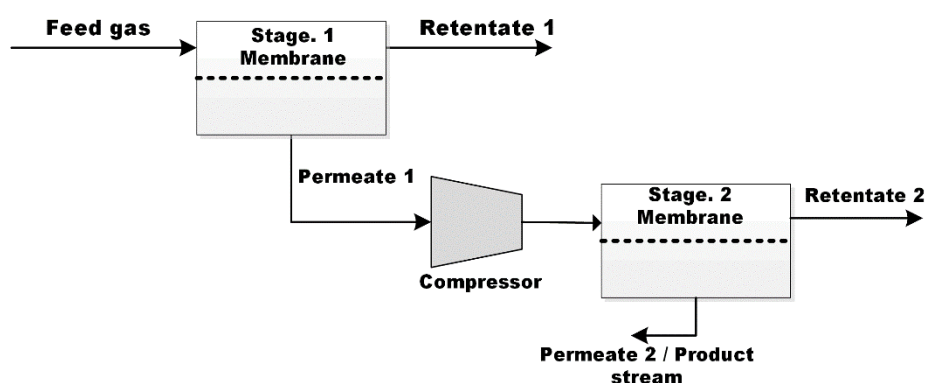 Feed gas
Stage. 1
Membrane
Retentate 1
Permeate 1
Compressor
Stage. 2
Membrane
Retentate 2
Permeate 2 / Product
stream